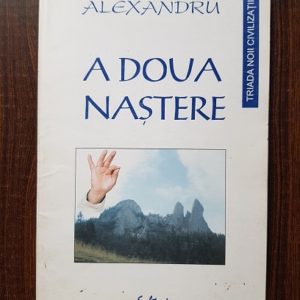 ALEXANDRU
A DOUA
NAȘTERE
TRIADA NOII CIVILIZAȚII